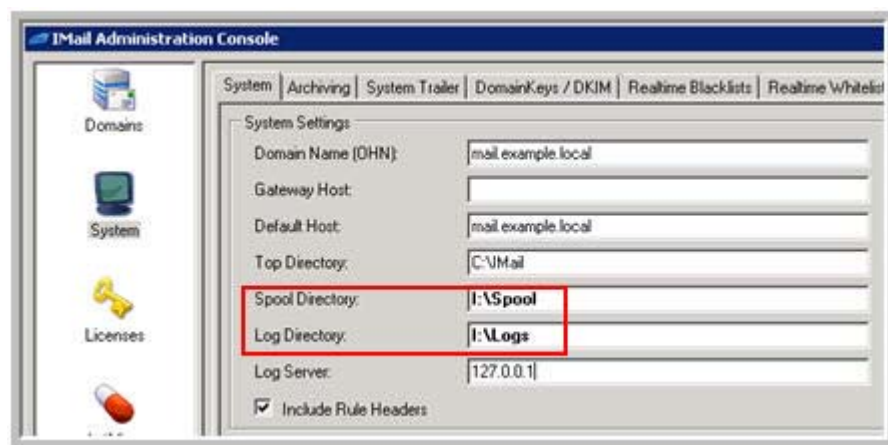 IMail Administration Console
System Archiving System Trailer DomainKeys / DKIM Realtime Blacklists Realtime Whitelist
Domains
System
Licenses
System Settings
Domain Name (OHN):
mail.example.local
Gateway Host:
Default Host:
mail.example.local
Top Directory:
C:\IMail
Spool Directory:
I:\Spool
Log Directory:
I:\Logs
Log Server:
127.0.0.1
Include Rule Headers